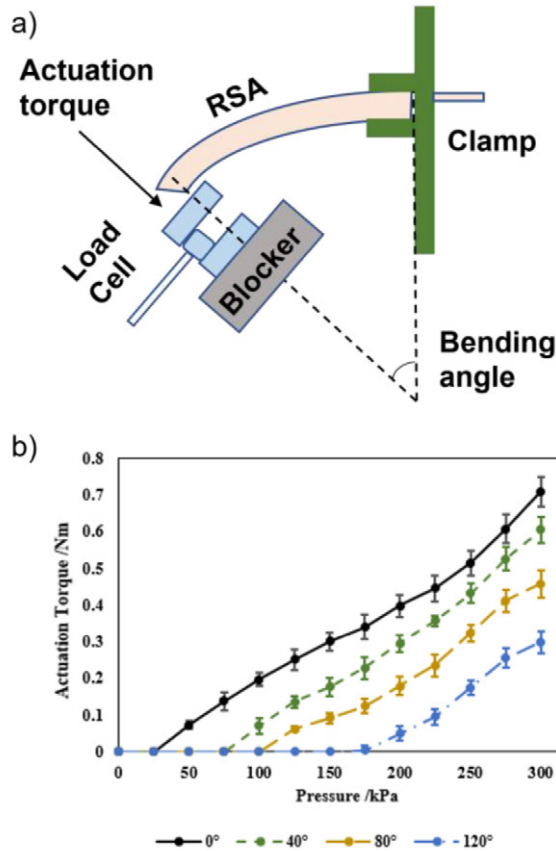 a)
Actuation
torque
RSA
Clamp
Load
Cell
Blocker
Bending
angle
b)
Actuation Torque /Nm
0.8
0.7
0.6
0.5
0.4
0.3
0.2
0.1
0
0 50 100 150 200 250 300
Pressure /kPa
0° 40° 80° 120°